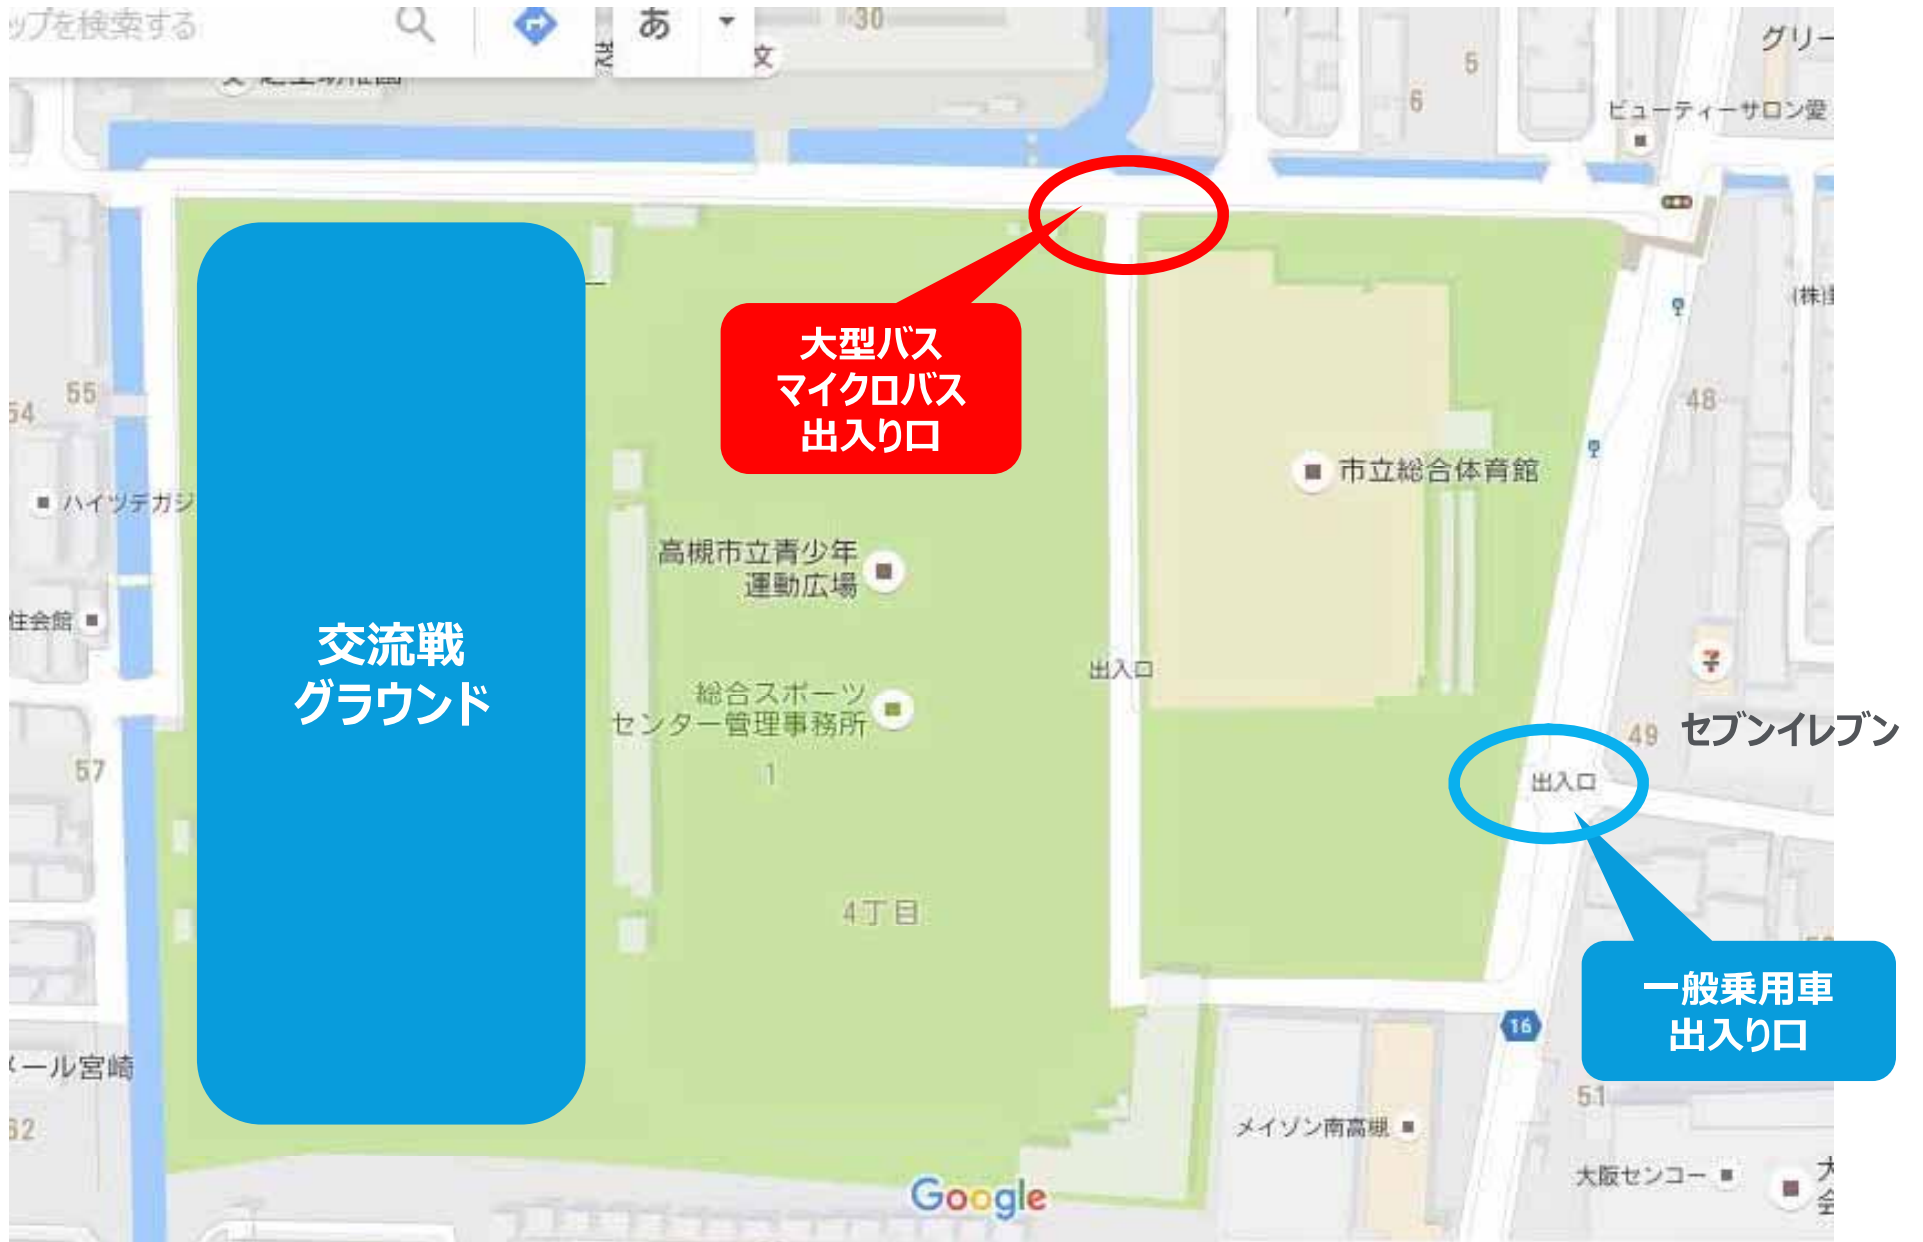 ップを検索する
あ
文
30
5
グリー
6
ビューティーサロン愛
大型バス
マイクロバス
出入り口
(株)
55
54
48
市立総合体育館
ハイツデガジ
高槻市立青少年
運動広場
住会館
交流戦
グラウンド
出入口
総合スポーツ
センター管理事務所
セブンイレブン
49
57
1
出入口
4丁目
一般乗用車
出入り口
16
メール宮崎
51
62
メイゾン南高槻
大阪センコー
大
会
Google